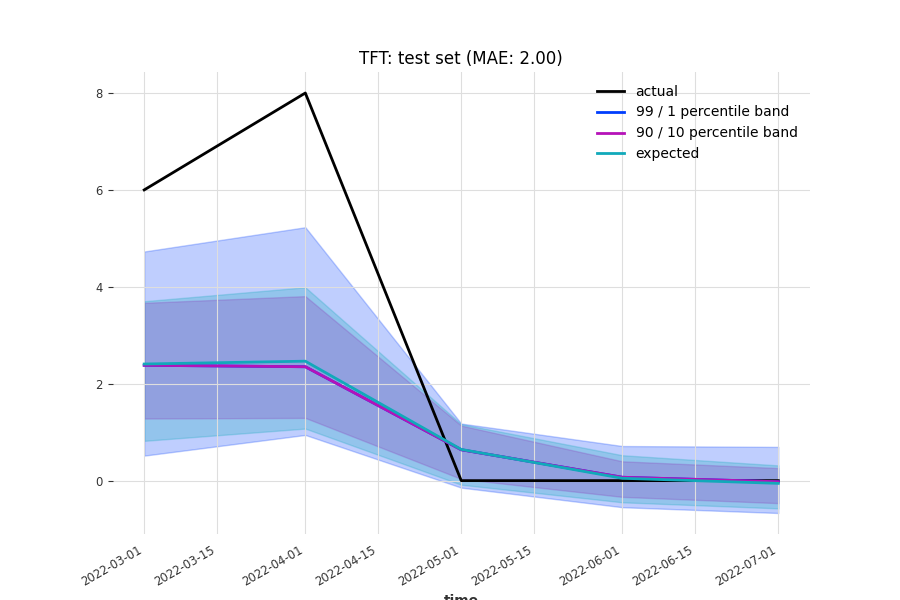 TFT: test set (MAE: 2.00)
actual
99 / 1 percentile band
90 / 10 percentile band
expected
8
6
4
2
0
2022-03-01
2022-03-15
2022-04-01
2022-04-15
2022-05-01
2022-05-15
2022-06-01
2022-06-15
2022-07-01
time